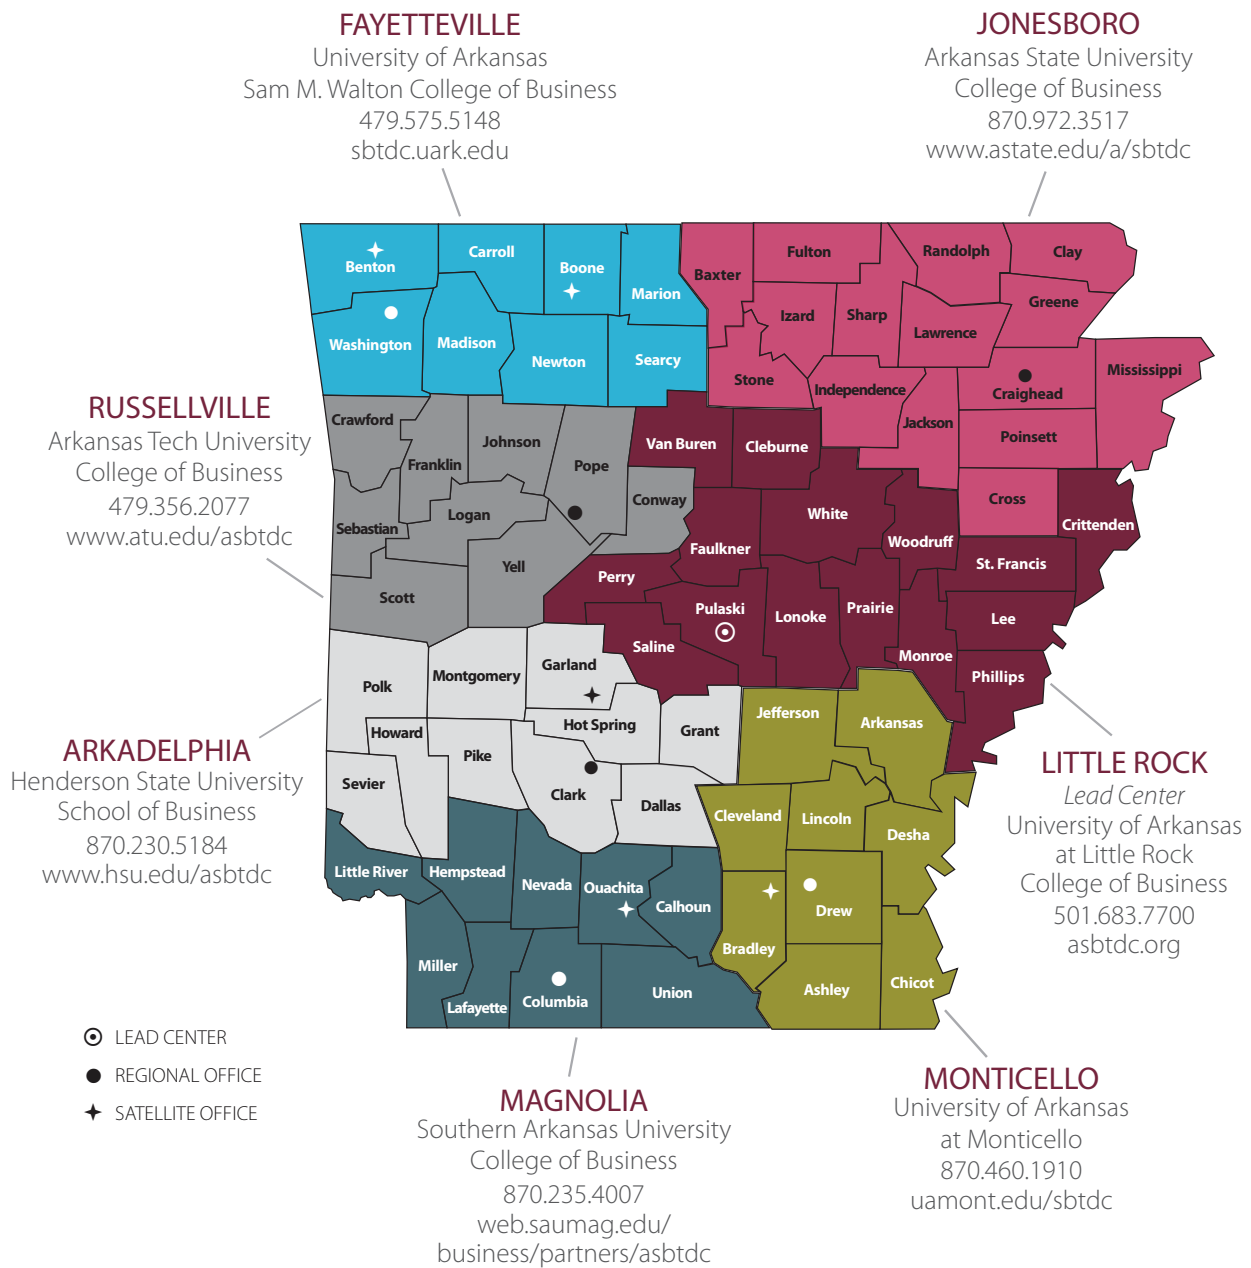 FAYETTEVILLE
University of Arkansas
Sam M. Walton College of Business
479.575.5148
sbtdc.uark.edu
JONESBORO
Arkansas State University
College of Business
870.972.3517
www.astate.edu/a/sbtdc
RUSSELLVILLE
Arkansas Tech University
College of Business
479.356.2077
www.atu.edu/asbtdc
ARKADELPHIA
Henderson State University
School of Business
870.230.5184
www.hsu.edu/asbtdc
Benton
Carroll
Boone
Marion
Washington
Madison
Newton
Searcy
Baxter
Fulton
Randolph
Clay
Izard
Sharp
Greene
Lawrence
Stone
Independence
Craighead
Mississippi
Jackson
Poinsett
Cross
Crawford
Franklin
Johnson
Pope
Conway
Logan
Sebastian
Yell
Scott
Van Buren
Cleburne
White
Woodruff
Crittenden
Faulkner
St. Francis
Perry
Pulaski
Lonoke
Prairie
Lee
Saline
Monroe
Phillips
Polk
Montgomery
Garland
Hot Spring
Grant
Howard
Pike
Sevier
Clark
Dallas
Jefferson
Arkansas
Cleveland
Lincoln
Desha
Drew
Bradley
Ashley
Chicot
Little River
Hempstead
Nevada
Ouachita
Calhoun
Miller
Lafayette
Columbia
Union
LITTLE ROCK
Lead Center
University of Arkansas
at Little Rock
College of Business
501.683.7700
asbtdc.org
LEAD CENTER
REGIONAL OFFICE
SATELLITE OFFICE
MAGNOLIA
Southern Arkansas University
College of Business
870.235.4007
web.saumag.edu/
business/partners/asbtdc
MONTICELLO
University of Arkansas
at Monticello
870.460.1910
uamont.edu/sbtdc